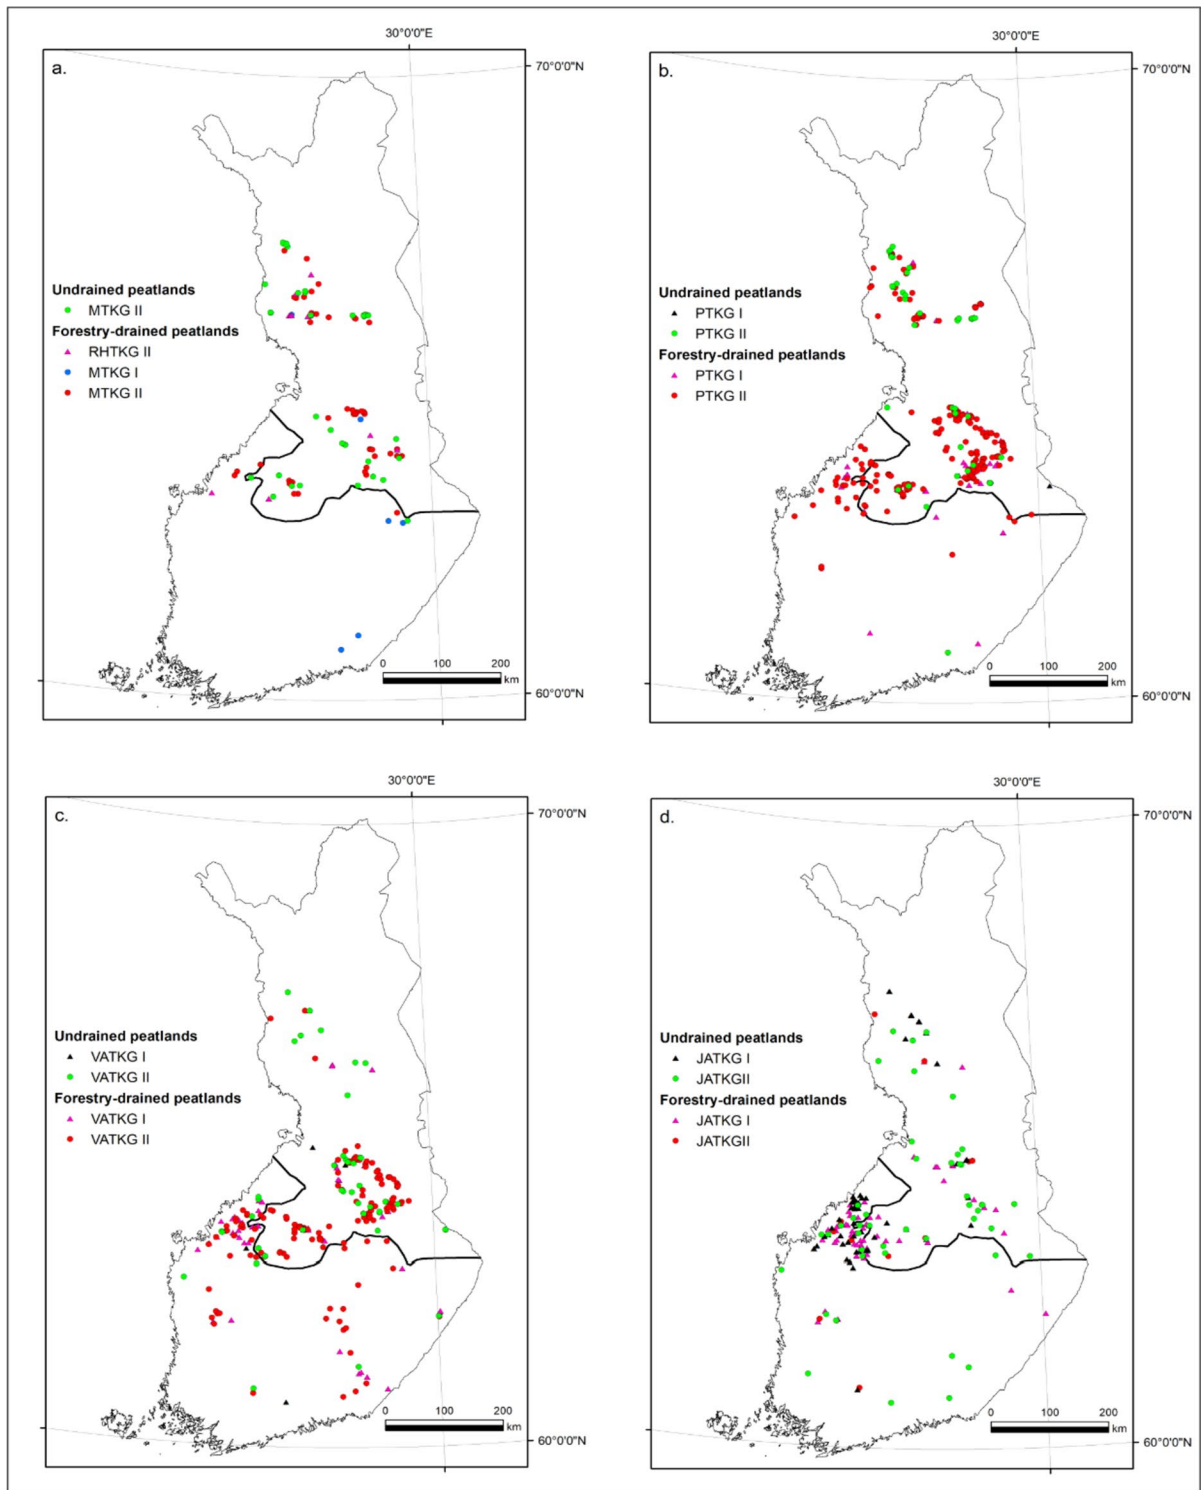 30°0'0"E
a.
70°0'0"N
Undrained peatlands
MTKG II
Forestry-drained peatlands
RHTKG II
MTKG I
MTKG II
0 100 200
km
60°0'0"N
30°0'0"E
b.
70°0'0"N
Undrained peatlands
PTKG I
PTKG II
Forestry-drained peatlands
PTKG I
PTKG II
0 100 200
km
60°0'0"N
30°0'0"E
c.
70°0'0"N
Undrained peatlands
VATKG I
VATKG II
Forestry-drained peatlands
VATKG I
VATKG II
0 100 200
km
60°0'0"N
30°0'0"E
d.
70°0'0"N
Undrained peatlands
JATKG I
JATKGII
Forestry-drained peatlands
JATKG I
JATKGII
0 100 200
km
60°0'0"N